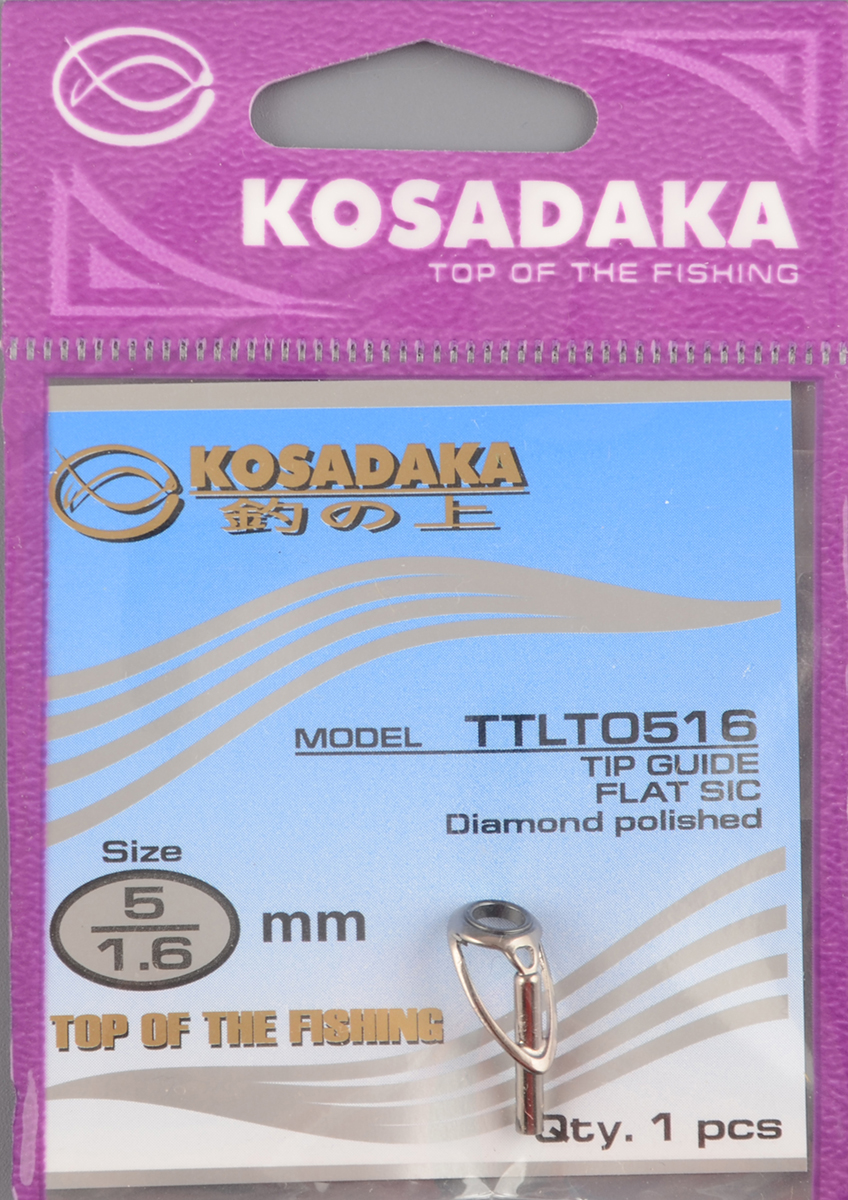 KOSADAKA
TOP OF THE FISHING
KOSADAKA
釣の上
MODEL TTLT0516
TIP GUIDE
FLAT SIC
Diamond polished
Size
5
1.6
mm
TOP OF THE FISHING
Qty. 1 pcs